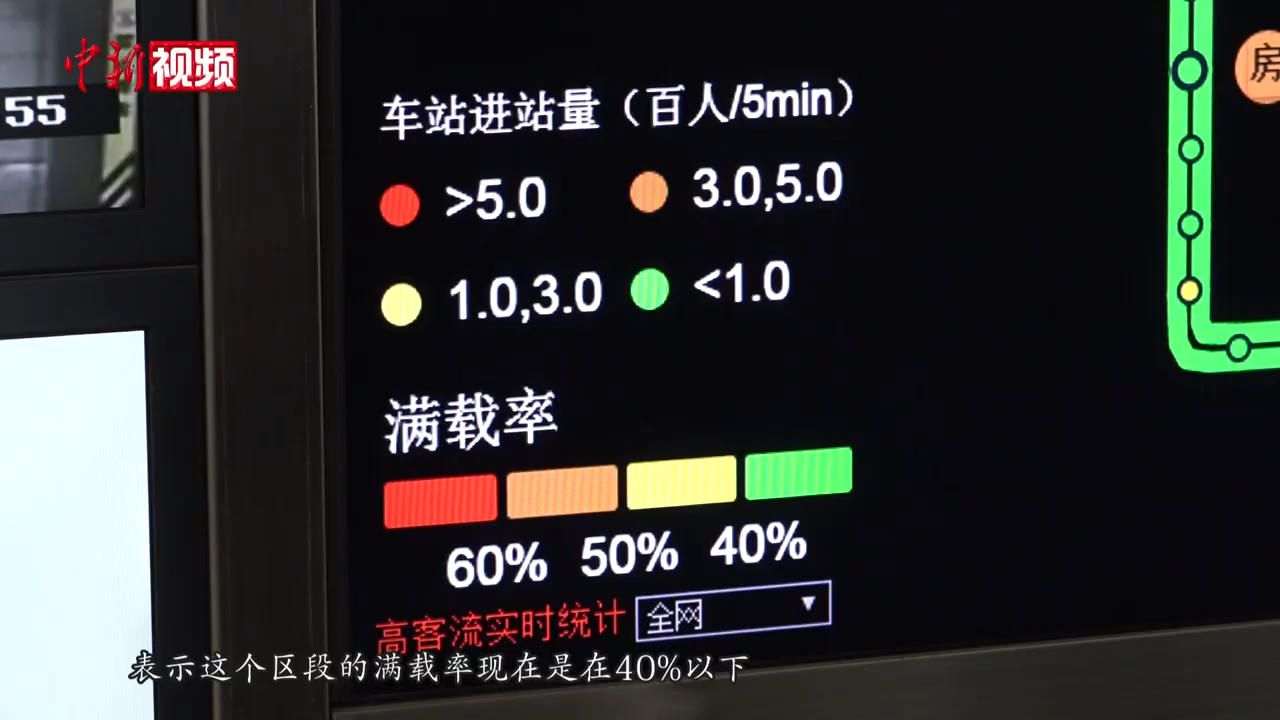 中新视频
55
车站进站量（百人/5min）
>5.0 3.0,5.0
1.0,3.0 <1.0
满载率
60% 50% 40%
高客流实时统计 全网
房
表示这个区段的满载率现在是在40%以下